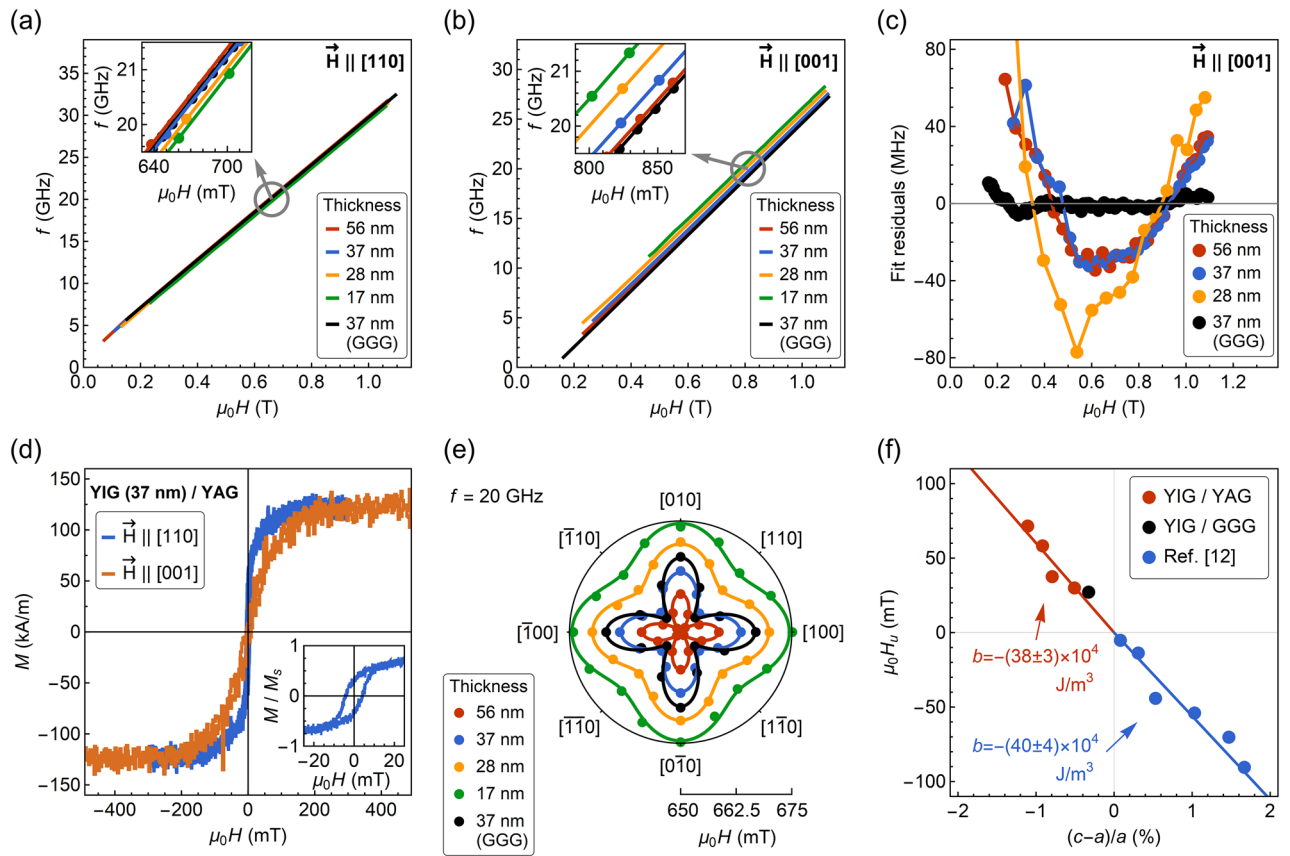 (a)
H⃗ || [110]
f (GHz)
35
30
25
20
15
10
5
0
0.0
0.2
0.4
0.6
0.8
1.0
μ₀H (T)
f (GHz)
21
20
640
700
μ₀H (mT)
Thickness
56 nm
37 nm
28 nm
17 nm
37 nm
(GGG)
(b)
H⃗ || [001]
f (GHz)
35
30
25
20
15
10
5
0
0.0
0.2
0.4
0.6
0.8
1.0
μ₀H (T)
f (GHz)
21
20
800
850
μ₀H (mT)
Thickness
56 nm
37 nm
28 nm
17 nm
37 nm
(GGG)
(c)
H⃗ || [001]
Fit residuals (MHz)
80
40
0
−40
−80
0.0
0.4
0.6
0.8
1.0
1.2
μ₀H (T)
Thickness
56 nm
37 nm
28 nm
37 nm
(GGG)
(d)
YIG (37 nm) / YAG
H⃗ || [110]
H⃗ || [001]
M (kA/m)
150
100
50
0
−50
−100
−150
−400
−200
0
200
400
μ₀H (mT)
M / Ms
1
0
−1
−20
0
20
μ₀H (mT)
(e)
f = 20 GHz
[010]
[1̅10]
[110]
[1̅00]
[100]
[1̅1̅0]
[11̅0]
[01̅0]
650
662.5
675
μ₀H (mT)
Thickness
56 nm
37 nm
28 nm
17 nm
37 nm
(GGG)
(f)
YIG / YAG
YIG / GGG
Ref. [12]
μ₀Hu (mT)
100
50
0
−50
−100
b=−(38±3)×10⁴
J/m³
b=−(40±4)×10⁴
J/m³
−2
−1
0
1
2
(c−a)/a (%)